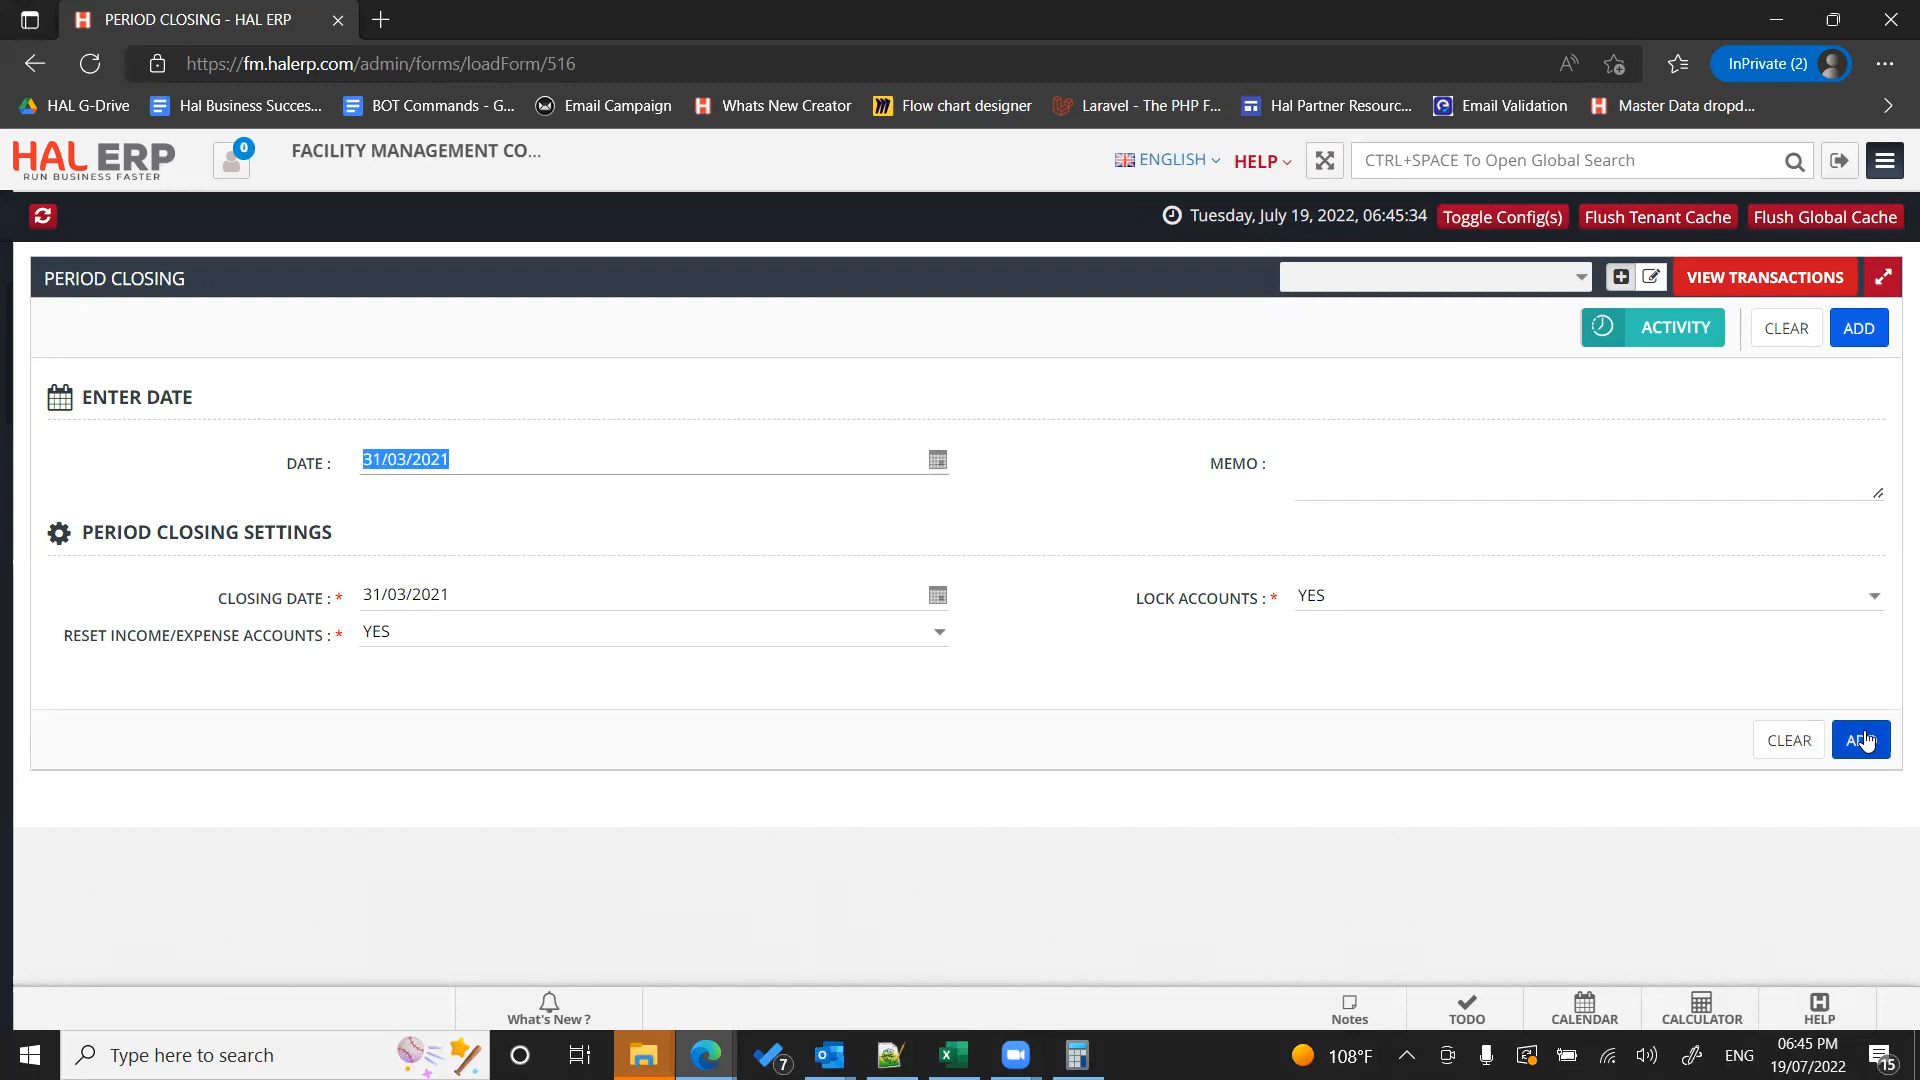 PERIOD CLOSING - HAL ERP
https://fm.halerp.com/admin/forms/loadForm/516
InPrivate (2)
HAL G-Drive
Hal Business Succes...
BOT Commands - G...
Email Campaign
Whats New Creator
Flow chart designer
Laravel - The PHP F...
Hal Partner Resourc...
Email Validation
Master Data dropd...
HAL ERP
RUN BUSINESS FASTER
0
FACILITY MANAGEMENT CO...
ENGLISH
HELP
CTRL+SPACE To Open Global Search
Tuesday, July 19, 2022, 06:45:34
Toggle Config(s)
Flush Tenant Cache
Flush Global Cache
PERIOD CLOSING
VIEW TRANSACTIONS
ACTIVITY
CLEAR
ADD
ENTER DATE
DATE :
31/03/2021
MEMO :
PERIOD CLOSING SETTINGS
CLOSING DATE : *
31/03/2021
LOCK ACCOUNTS : *
YES
RESET INCOME/EXPENSE ACCOUNTS : *
YES
CLEAR
What's New ?
Notes
TODO
CALENDAR
CALCULATOR
HELP
Type here to search
7
108°F
ENG
06:45 PM
19/07/2022
15